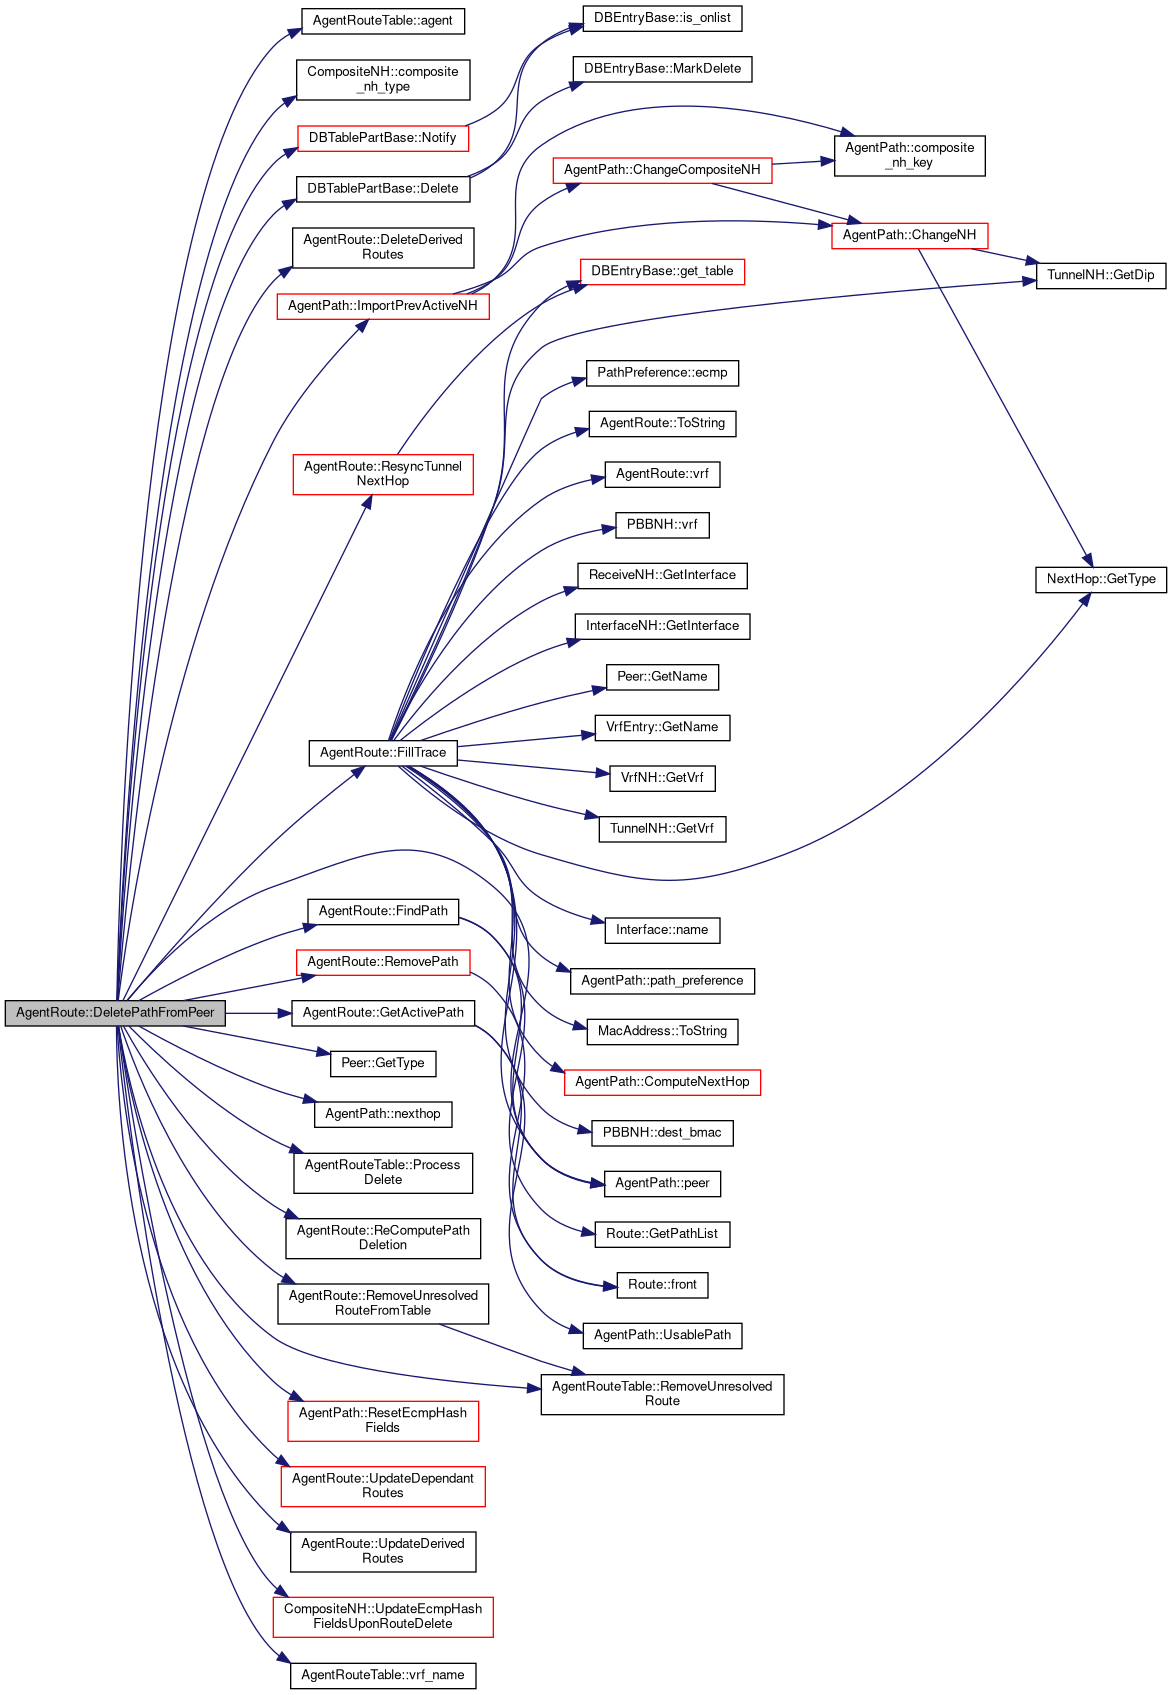 AgentRoute::DeletePathFromPeer
AgentRouteTable::agent
CompositeNH::composite
_nh_type
DBTablePartBase::Notify
DBTablePartBase::Delete
AgentRoute::DeleteDerived
Routes
AgentPath::ImportPrevActiveNH
AgentRoute::ResyncTunnel
NextHop
AgentRoute::FillTrace
AgentRoute::FindPath
AgentRoute::RemovePath
AgentRoute::GetActivePath
Peer::GetType
AgentPath::nexthop
AgentRouteTable::Process
Delete
AgentRoute::ReComputePath
Deletion
AgentRoute::RemoveUnresolved
RouteFromTable
AgentPath::ResetEcmpHash
Fields
AgentRoute::UpdateDependant
Routes
AgentRoute::UpdateDerived
Routes
CompositeNH::UpdateEcmpHash
FieldsUponRouteDelete
AgentRouteTable::vrf_name
DBEntryBase::is_onlist
DBEntryBase::MarkDelete
AgentPath::ChangeCompositeNH
DBEntryBase::get_table
PathPreference::ecmp
AgentRoute::ToString
AgentRoute::vrf
PBBNH::vrf
ReceiveNH::GetInterface
InterfaceNH::GetInterface
Peer::GetName
VrfEntry::GetName
VrfNH::GetVrf
TunnelNH::GetVrf
Interface::name
AgentPath::path_preference
MacAddress::ToString
AgentPath::ComputeNextHop
PBBNH::dest_bmac
AgentPath::peer
Route::GetPathList
Route::front
AgentPath::UsablePath
AgentRouteTable::RemoveUnresolved
Route
AgentPath::composite
_nh_key
AgentPath::ChangeNH
TunnelNH::GetDip
NextHop::GetType